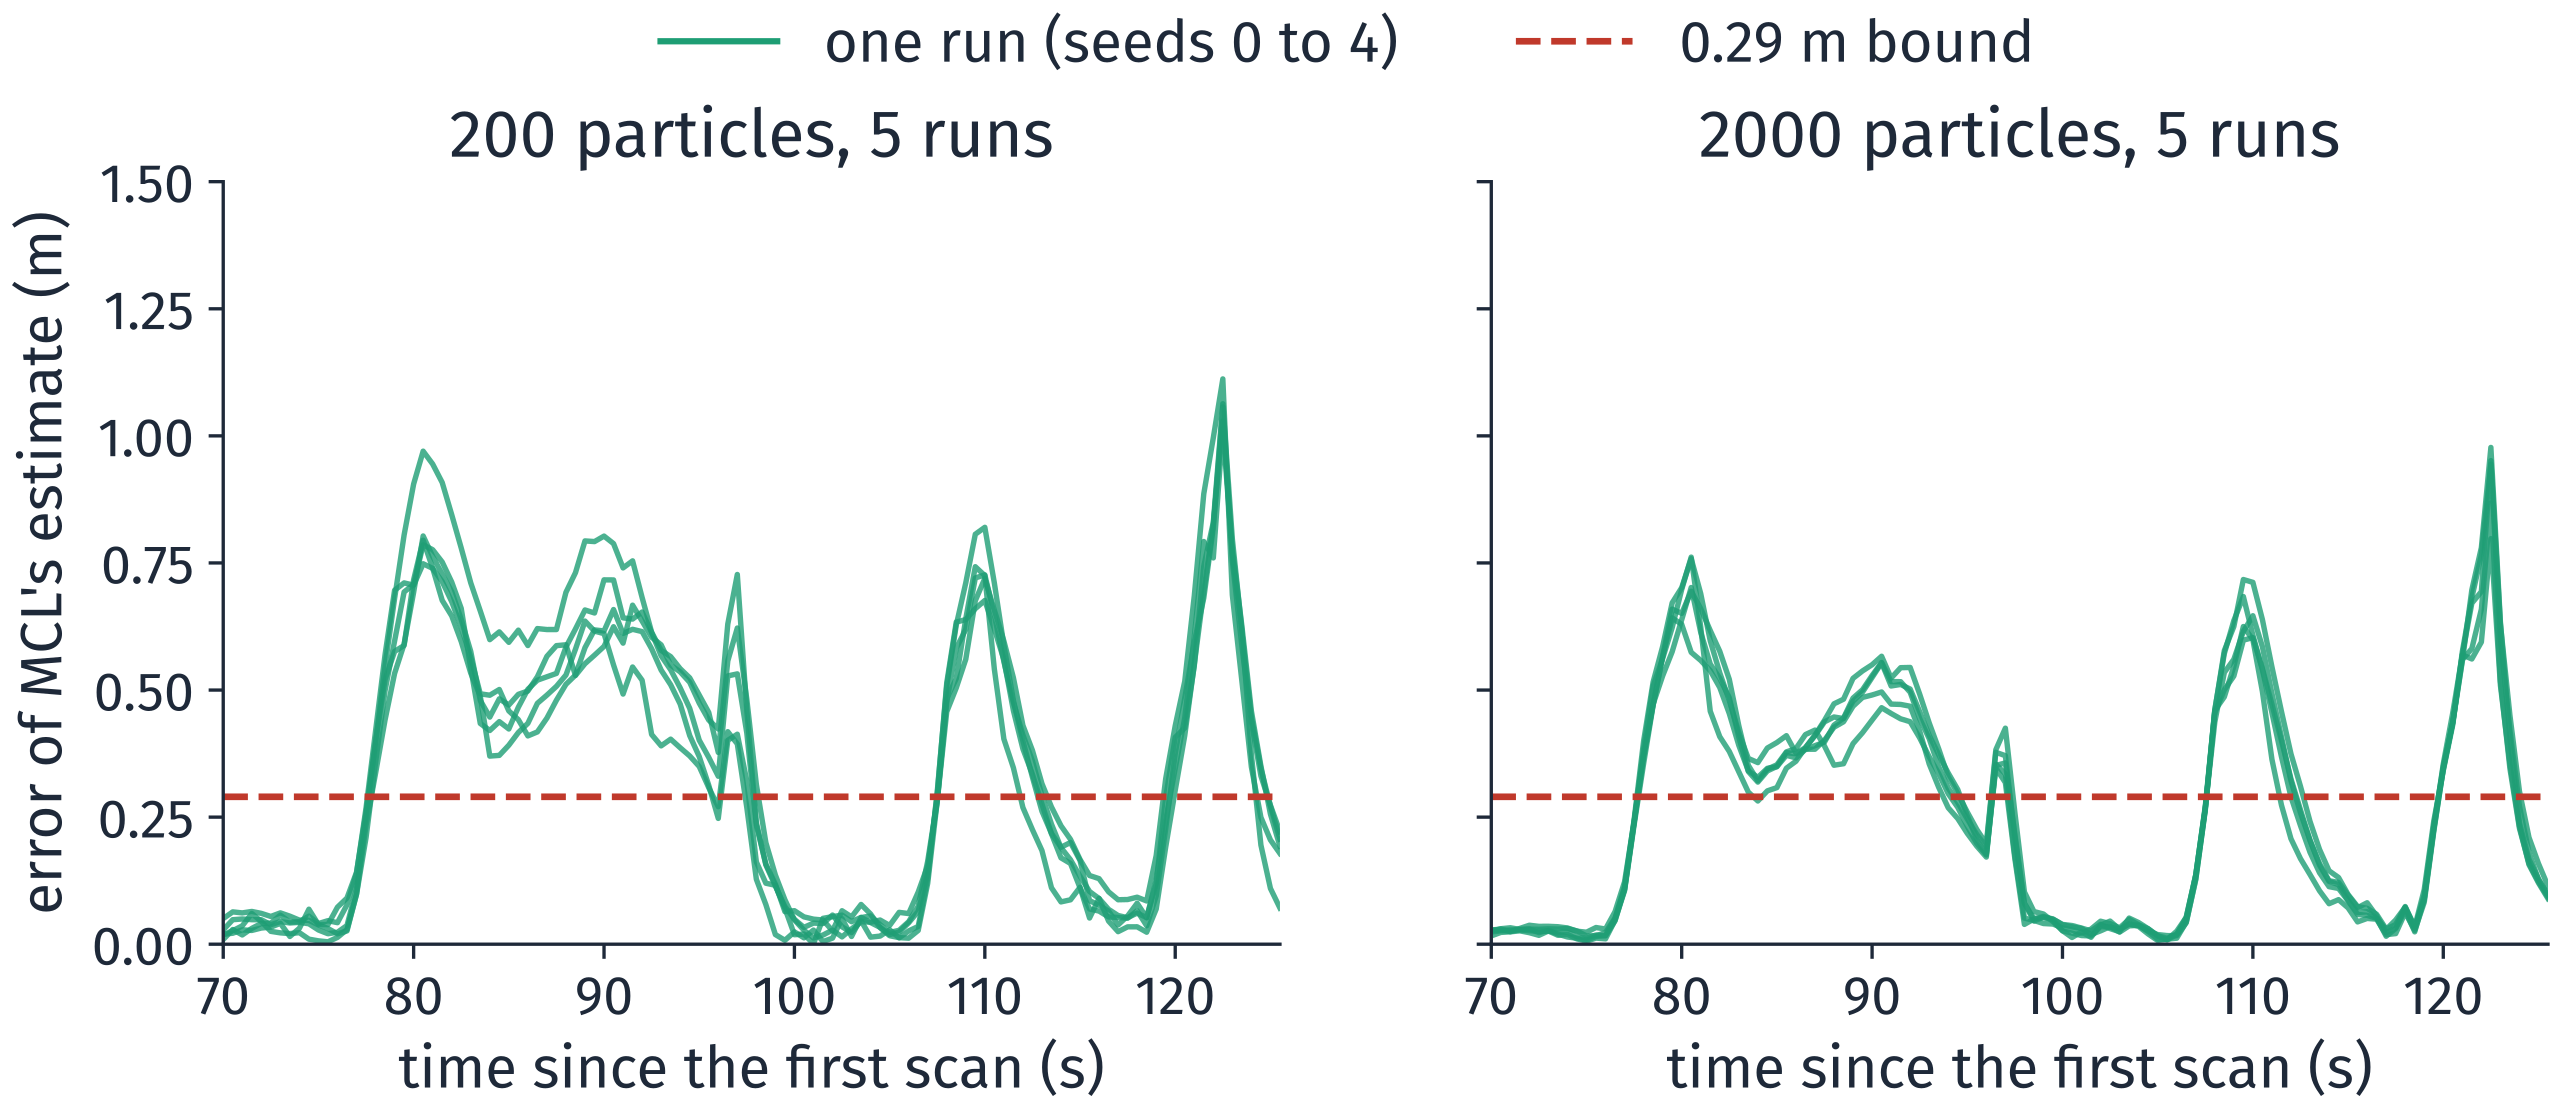 one run (seeds 0 to 4)
0.29 m bound
200 particles, 5 runs
2000 particles, 5 runs
error of MCL's estimate (m)
1.50
1.25
1.00
0.75
0.50
0.25
0.00
70 80 90 100 110 120
70 80 90 100 110 120
time since the first scan (s)
time since the first scan (s)